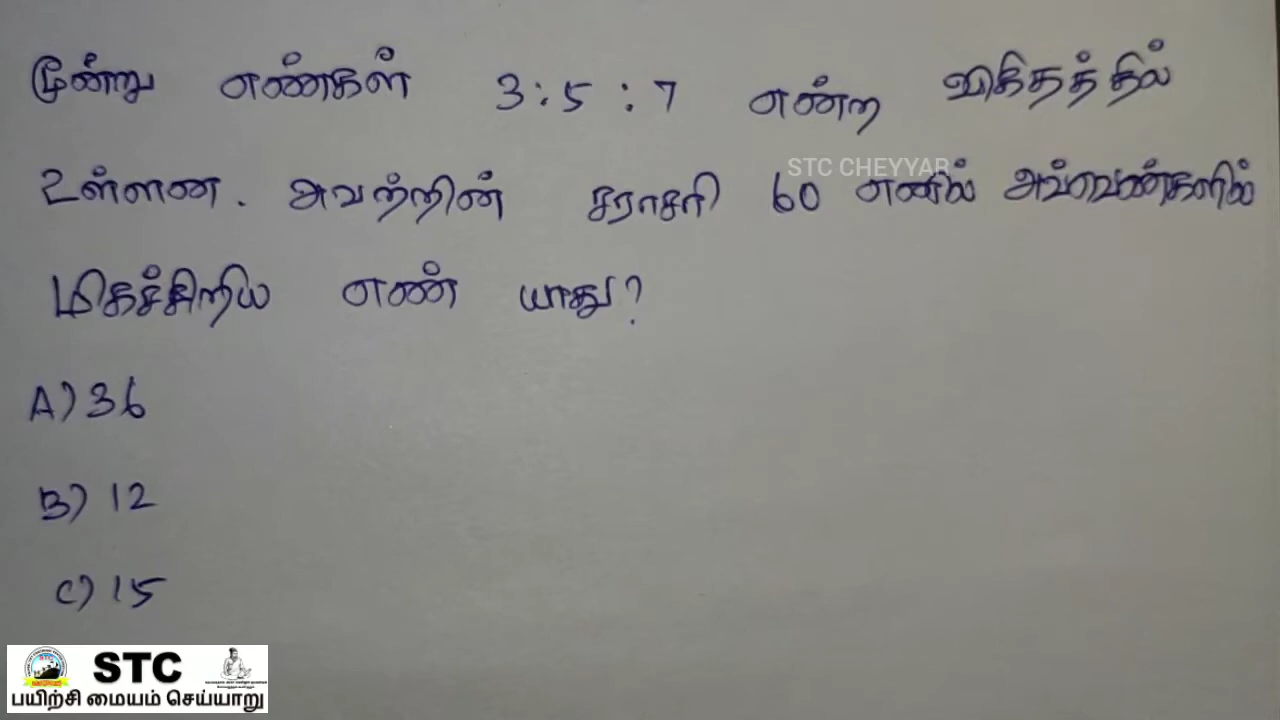 மூன்று எண்கள் 3:5:7 என்ற விகிதத்தில்
STC CHEYYAR
உள்ளன. அவற்றின் சராசரி 60 எனில் அவ்வெண்களில்
மிகச்சிறிய எண் யாது?
A) 36
B) 12
C) 15
STC
பயிற்சி மையம் செய்யாறு